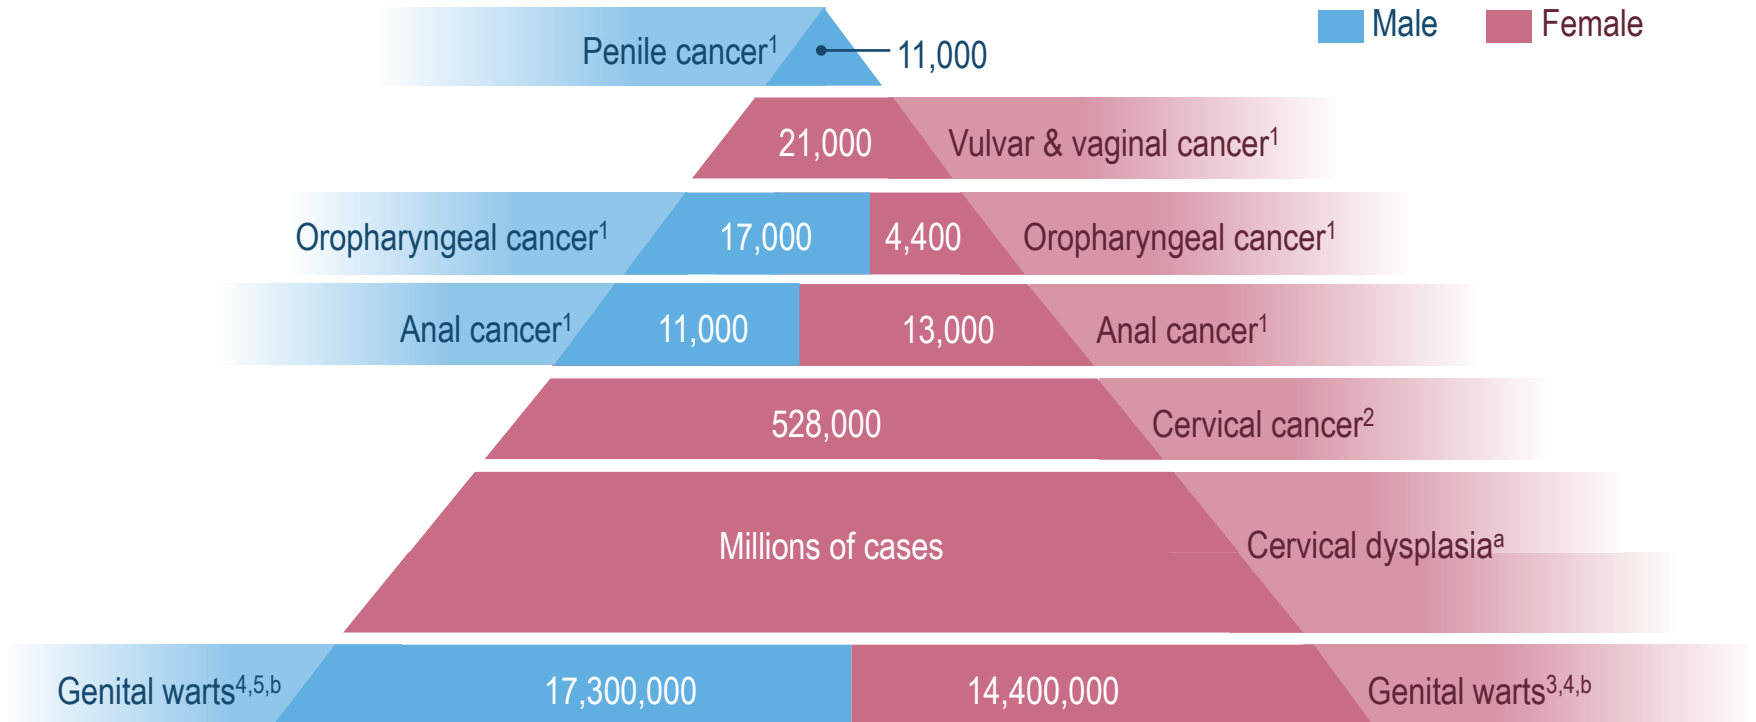 Male Female
Penile cancer¹ 11,000
21,000 Vulvar & vaginal cancer¹
Oropharyngeal cancer¹ 17,000 4,400 Oropharyngeal cancer¹
Anal cancer¹ 11,000 13,000 Anal cancer¹
528,000 Cervical cancer²
Millions of cases Cervical dysplasiaᵃ
Genital warts⁴,⁵,ᵇ 17,300,000 14,400,000 Genital warts³,⁴,ᵇ